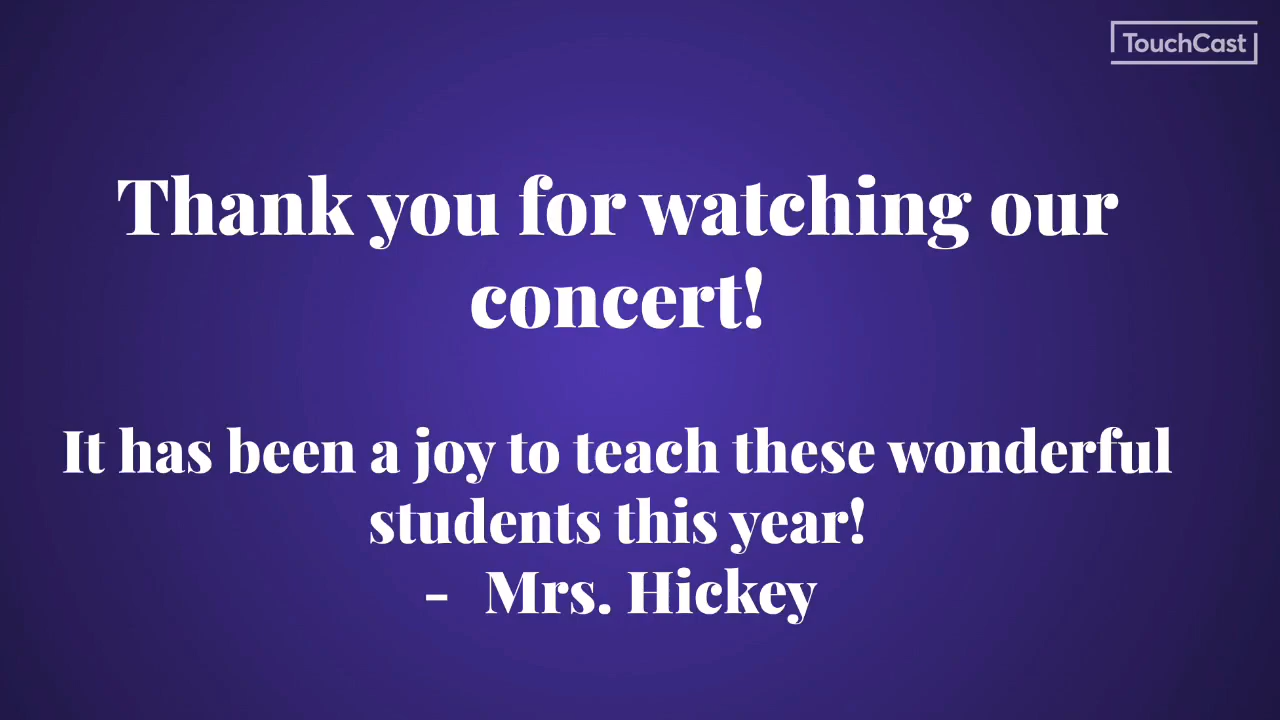 TouchCast
Thank you for watching our
concert!
It has been a joy to teach these wonderful
students this year!
- Mrs. Hickey